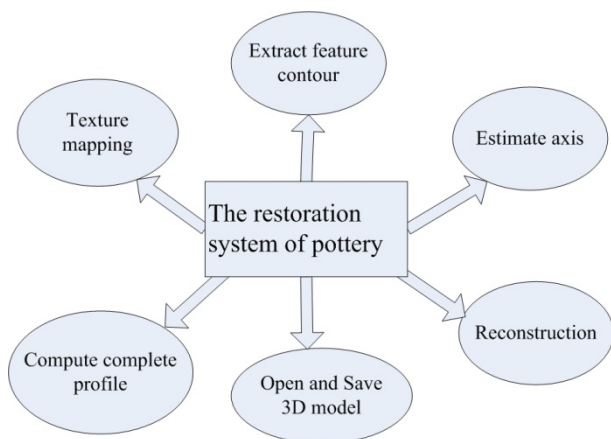 Extract feature
contour
Texture
mapping
Estimate axis
The restoration
system of pottery
Compute complete
profile
Open and Save
3D model
Reconstruction